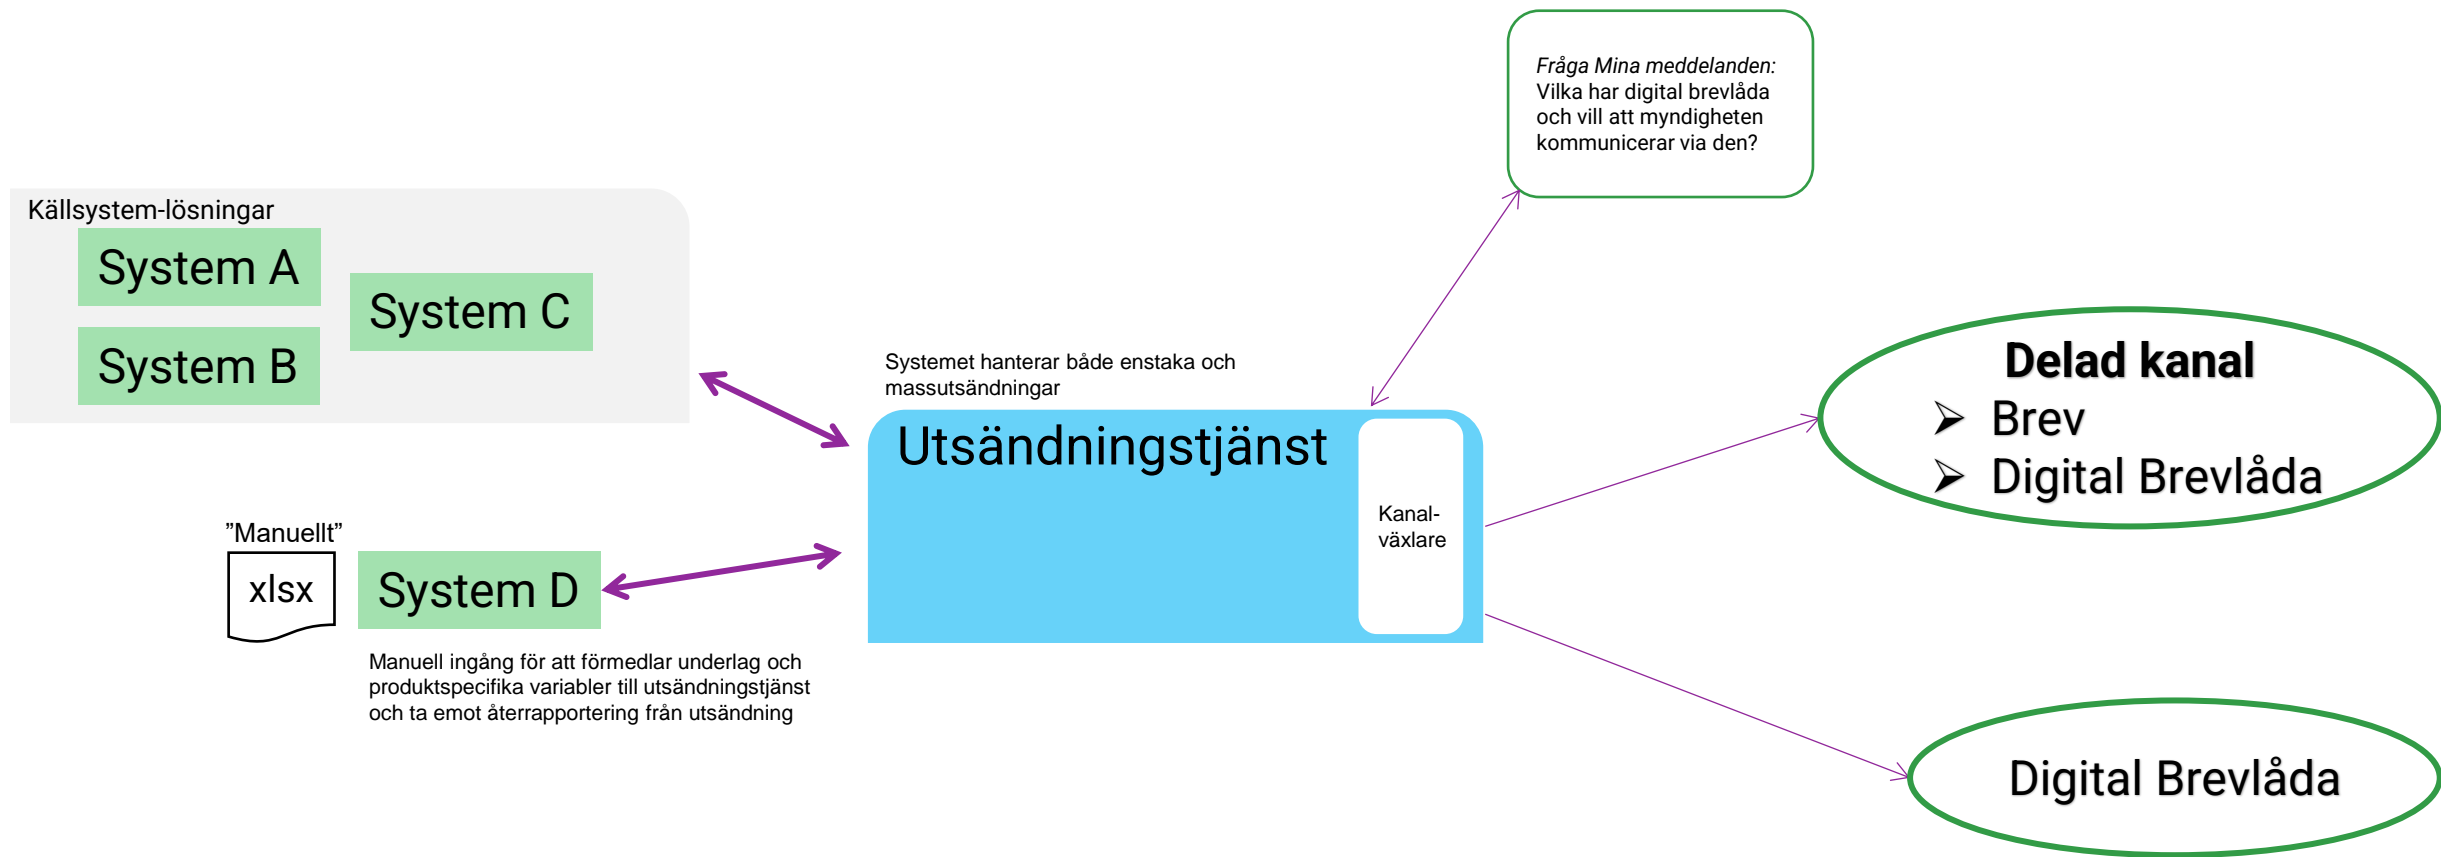 Fråga Mina meddelanden:
Vilka har digital brevlåda
och vill att myndigheten
kommunicerar via den?
Källsystem-lösningar
System A
System C
System B
Systemet hanterar både enstaka och
massutsändningar
Utsändningstjänst
Kanal-
växlare
Delad kanal
➢ Brev
➢ Digital Brevlåda
”Manuellt”
xlsx
System D
Manuell ingång för att förmedlar underlag och
produktspecifika variabler till utsändningstjänst
och ta emot återrapportering från utsändning
Digital Brevlåda